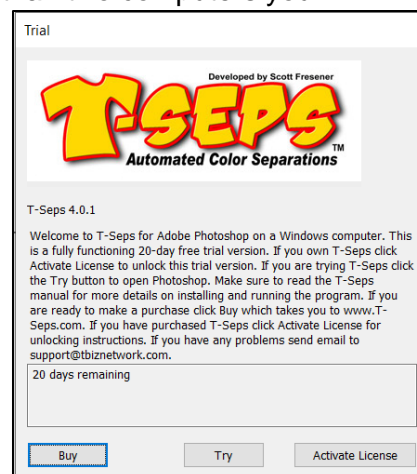 Trial
Developed by Scott Fresener
T-SEPS
TM
Automated Color Separations
T-Seps 4.0.1
Welcome to T-Seps for Adobe Photoshop on a Windows computer. This
is a fully functioning 20-day free trial version. If you own T-Seps click
Activate License to unlock this trial version. If you are trying T-Seps click
the Try button to open Photoshop. Make sure to read the T-Seps
manual for more details on installing and running the program. If you
are ready to make a purchase click Buy which takes you to www.T-
Seps.com. If you have purchased T-Seps click Activate License for
unlocking instructions. If you have any problems send email to
support@tbiznetwork.com.
20 days remaining
Buy Try Activate License